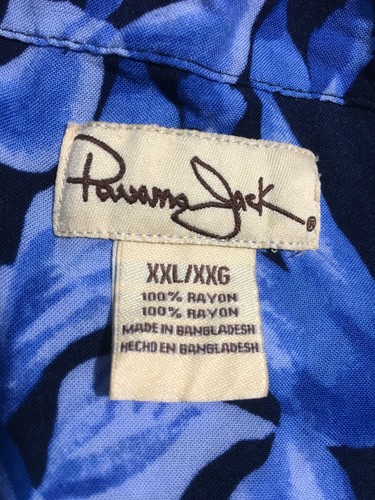 Panama Jack®
XXL/XXG
100% RAYON
100% RAYON
MADE IN BANGLADESH
HECHO EN BANGLADESH